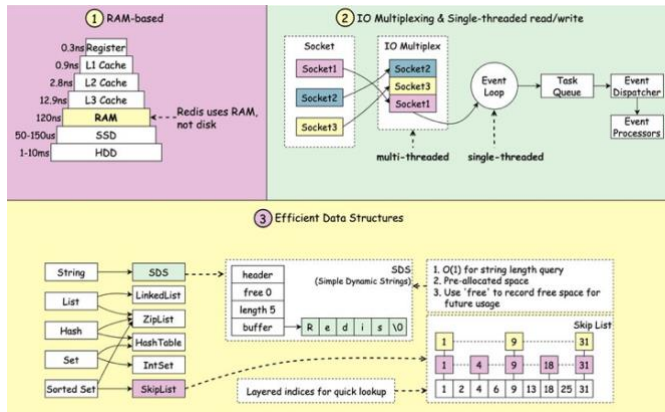 1 RAM-based
0.3ns Register
0.9ns L1 Cache
2.8ns L2 Cache
12.9ns L3 Cache
120ns RAM
50-150us SSD
1-10ms HDD
Redis uses RAM,
not disk
2 IO Multiplexing & Single-threaded read/write
Socket
Socket1
Socket2
Socket3
IO Multiplex
Socket2
Socket3
Socket1
multi-threaded
Event
Loop
single-threaded
Task
Queue
Event
Dispatcher
Event
Processors
3 Efficient Data Structures
String
List
Hash
Set
Sorted Set
SDS
LinkedList
ZipList
HashTable
IntSet
SkipList
header
free 0
length 5
buffer
SDS
(Simple Dynamic Strings)
R e d i s \0
1. O(1) for string length query
2. Pre-allocated space
3. Use 'free' to record free space for
future usage
Skip List
1 9 31
1 4 9 18 31
1 2 4 6 9 13 18 25 31
Layered indices for quick lookup